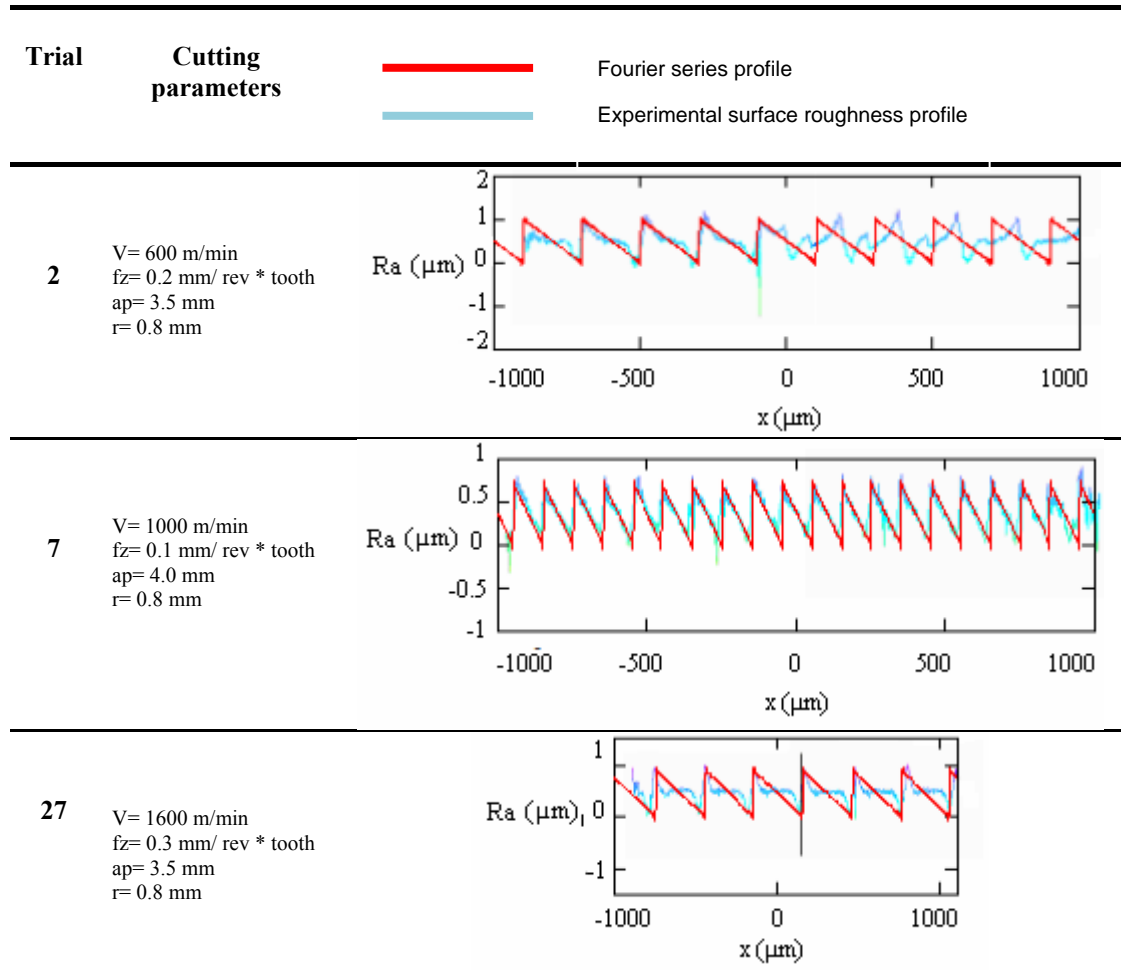 Trial
Cutting
parameters
Fourier series profile
Experimental surface roughness profile
2
V= 600 m/min
fz= 0.2 mm/ rev * tooth
ap= 3.5 mm
r= 0.8 mm
Ra (μm)
2
1
0
-1
-2
-1000 -500 0 500 1000
x (μm)
7
V= 1000 m/min
fz= 0.1 mm/ rev * tooth
ap= 4.0 mm
r= 0.8 mm
Ra (μm)
1
0.5
0
-0.5
-1
-1000 -500 0 500 1000
x (μm)
27
V= 1600 m/min
fz= 0.3 mm/ rev * tooth
ap= 3.5 mm
r= 0.8 mm
Ra (μm)
1
0
-1
-1000 0 1000
x (μm)